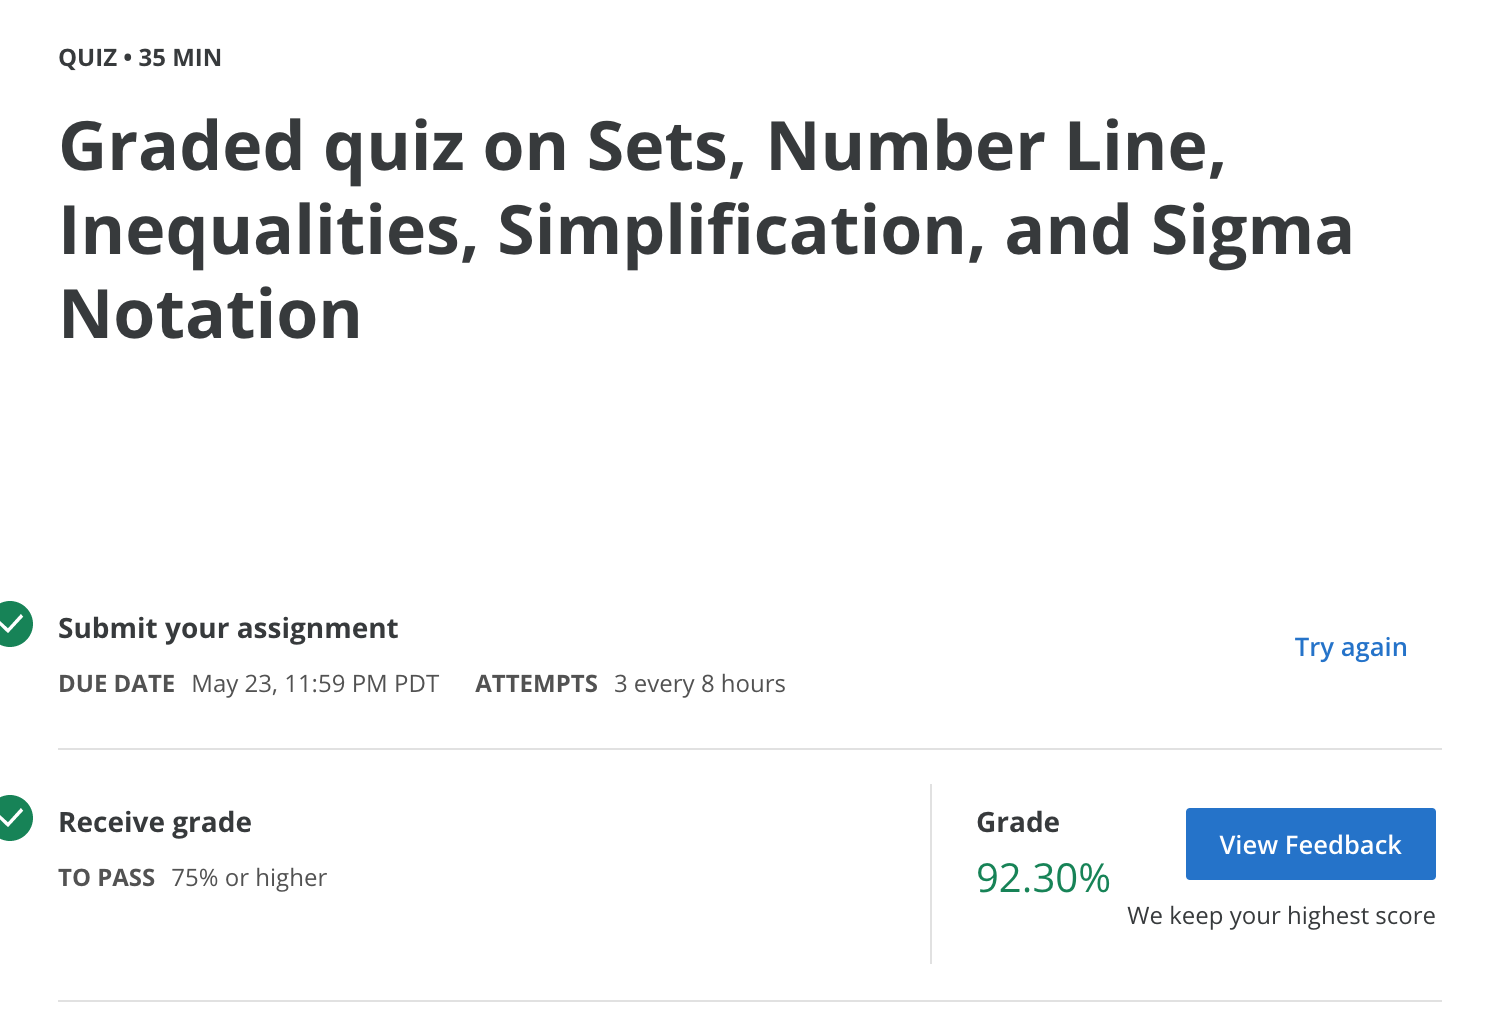 QUIZ • 35 MIN
Graded quiz on Sets, Number Line,
Inequalities, Simplification, and Sigma
Notation
Submit your assignment
Try again
DUE DATE May 23, 11:59 PM PDT ATTEMPTS 3 every 8 hours
Receive grade
TO PASS 75% or higher
Grade
92.30%
View Feedback
We keep your highest score